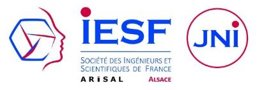 iESF
JNi
SOCIÉTÉ DES INGÉNIEURS ET
SCIENTIFIQUES DE FRANCE
ARISAL ALSACE